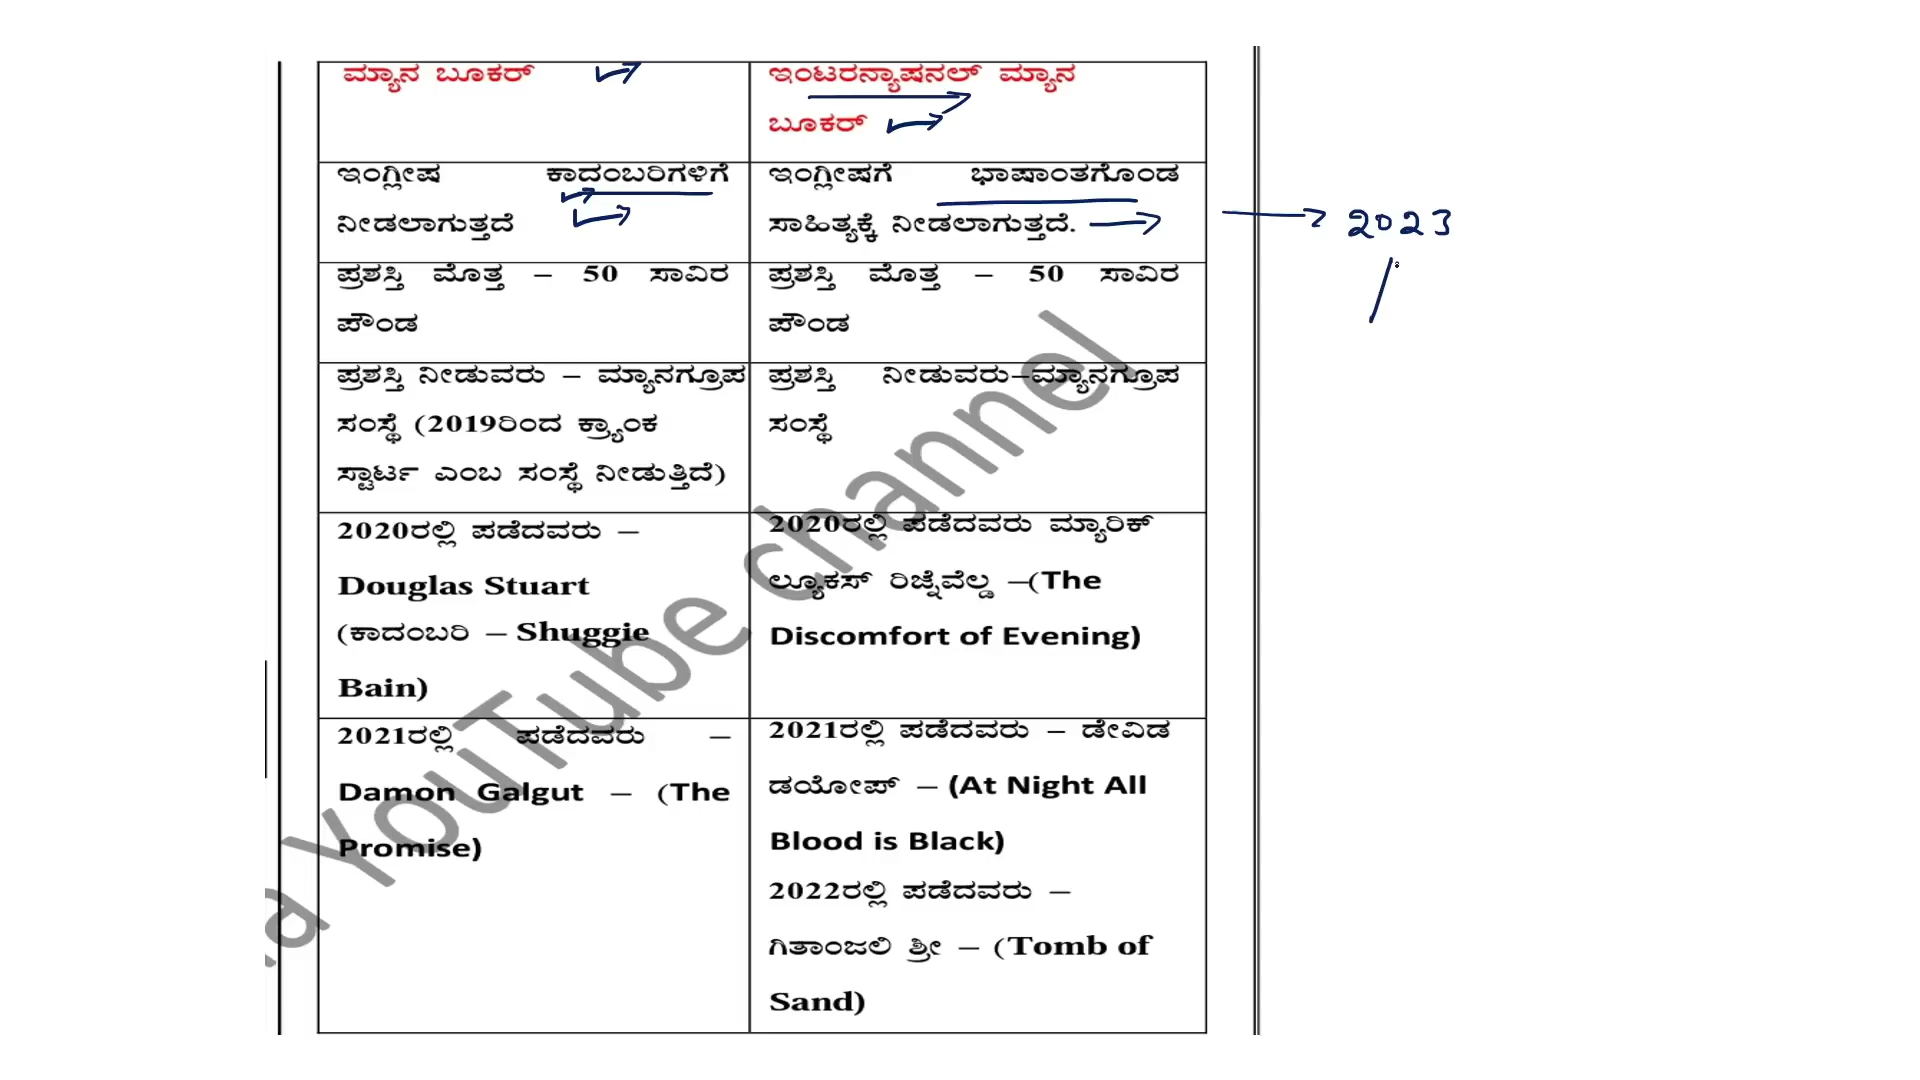 ಮ್ಯಾನ ಬೂಕರ್
ಇಂಟರನ್ಯಾಷನಲ್ ಮ್ಯಾನ
ಬೂಕರ್
ಇಂಗ್ಲೀಷ ಕಾದಂಬರಿಗಳಿಗೆ
ನೀಡಲಾಗುತ್ತದೆ
ಇಂಗ್ಲೀಷಗೆ ಭಾಷಾಂತಗೊಂಡ
ಸಾಹಿತ್ಯಕ್ಕೆ ನೀಡಲಾಗುತ್ತದೆ.
2023
ಪ್ರಶಸ್ತಿ ಮೊತ್ತ – 50 ಸಾವಿರ
ಪೌಂಡ
ಪ್ರಶಸ್ತಿ ಮೊತ್ತ – 50 ಸಾವಿರ
ಪೌಂಡ
ಪ್ರಶಸ್ತಿ ನೀಡುವರು – ಮ್ಯಾನಗ್ರೂಪ
ಸಂಸ್ಥೆ (2019ರಿಂದ ಕ್ರ್ಯಾಂಕ
ಸ್ಟಾರ್ಟ ಎಂಬ ಸಂಸ್ಥೆ ನೀಡುತ್ತಿದೆ)
ಪ್ರಶಸ್ತಿ ನೀಡುವರು–ಮ್ಯಾನಗ್ರೂಪ
ಸಂಸ್ಥೆ
2020ರಲ್ಲಿ ಪಡೆದವರು –
Douglas Stuart
(ಕಾದಂಬರಿ – Shuggie
Bain)
2020ರಲ್ಲಿ ಪಡೆದವರು ಮ್ಯಾರಿಕ್
ಲ್ಯೂಕಸ್ ರಿಜ್ನೆವೆಲ್ಡ –(The
Discomfort of Evening)
2021ರಲ್ಲಿ ಪಡೆದವರು –
Damon Galgut – (The
Promise)
2021ರಲ್ಲಿ ಪಡೆದವರು – ಡೇವಿಡ
ಡಯೋಪ್ – (At Night All
Blood is Black)
2022ರಲ್ಲಿ ಪಡೆದವರು –
ಗಿತಾಂಜಲಿ ಶ್ರೀ – (Tomb of
Sand)
a YouTube channel